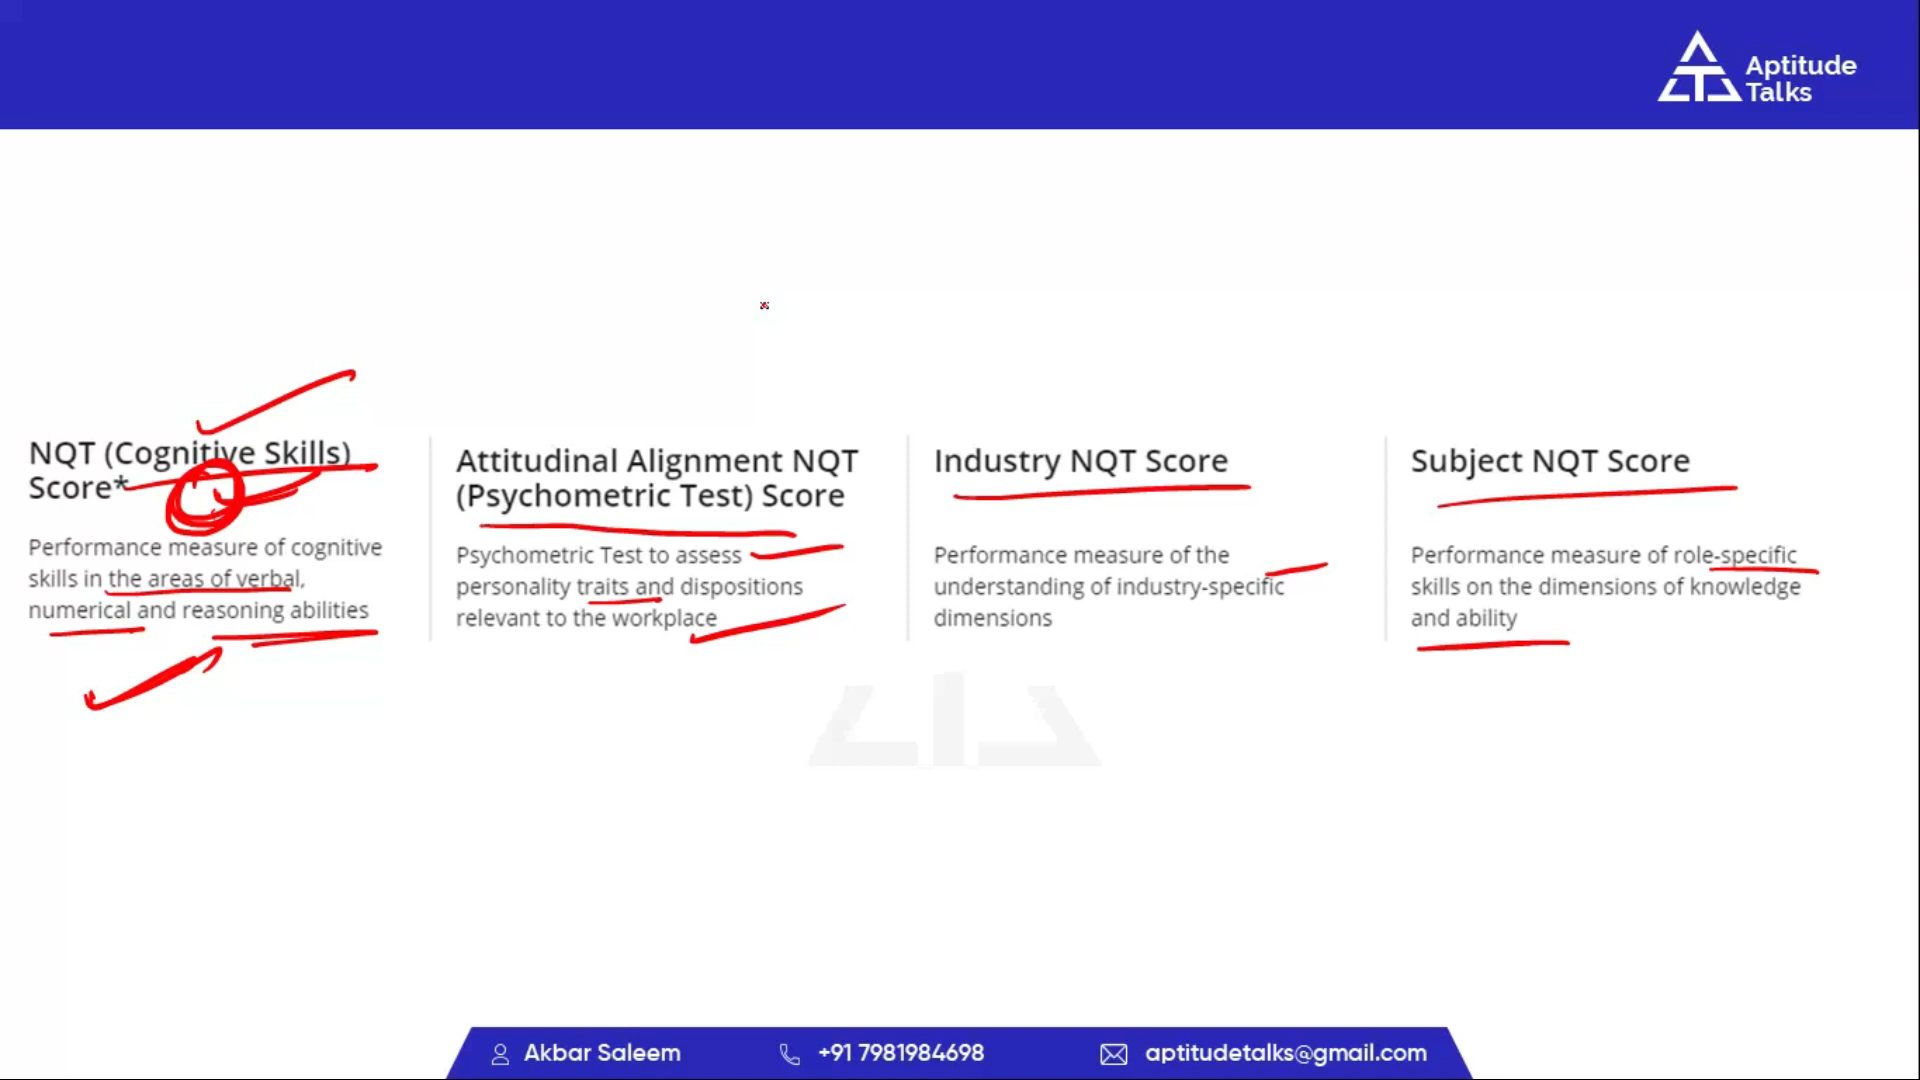 Aptitude
Talks
NQT (Cognitive Skills)
Score*
Performance measure of cognitive
skills in the areas of verbal,
numerical and reasoning abilities
Attitudinal Alignment NQT
(Psychometric Test) Score
Psychometric Test to assess
personality traits and dispositions
relevant to the workplace
Industry NQT Score
Performance measure of the
understanding of industry-specific
dimensions
Subject NQT Score
Performance measure of role-specific
skills on the dimensions of knowledge
and ability
Akbar Saleem
+91 7981984698
aptitudetalks@gmail.com